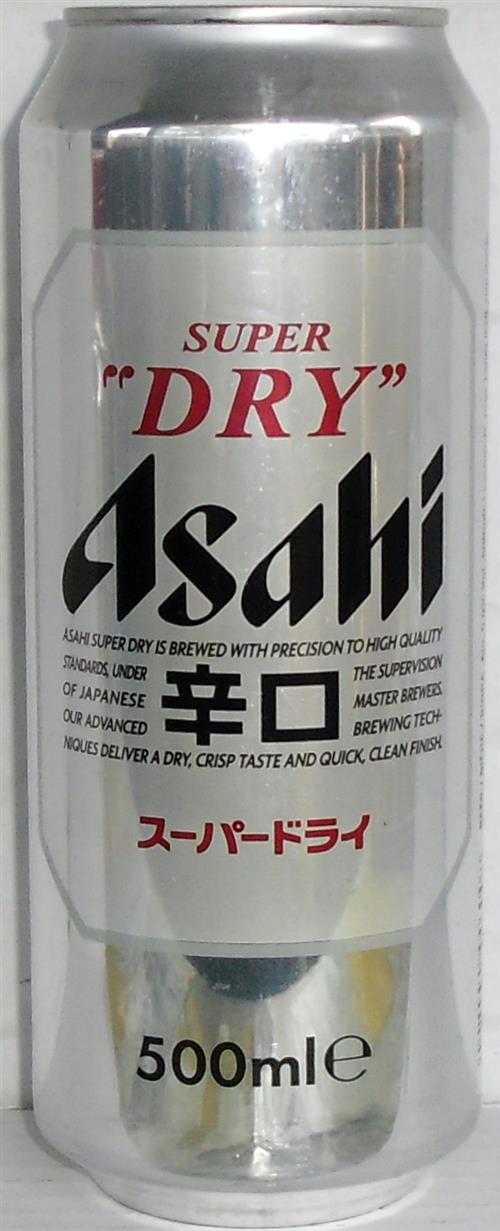 SUPER
"DRY"
Asahi
ASAHI SUPER DRY IS BREWED WITH PRECISION TO HIGH QUALITY
STANDARDS, UNDER 辛口 THE SUPERVISION
OF JAPANESE MASTER BREWERS.
OUR ADVANCED BREWING TECH-
NIQUES DELIVER A DRY, CRISP TASTE AND QUICK, CLEAN FINISH.
スーパードライ
500ml℮